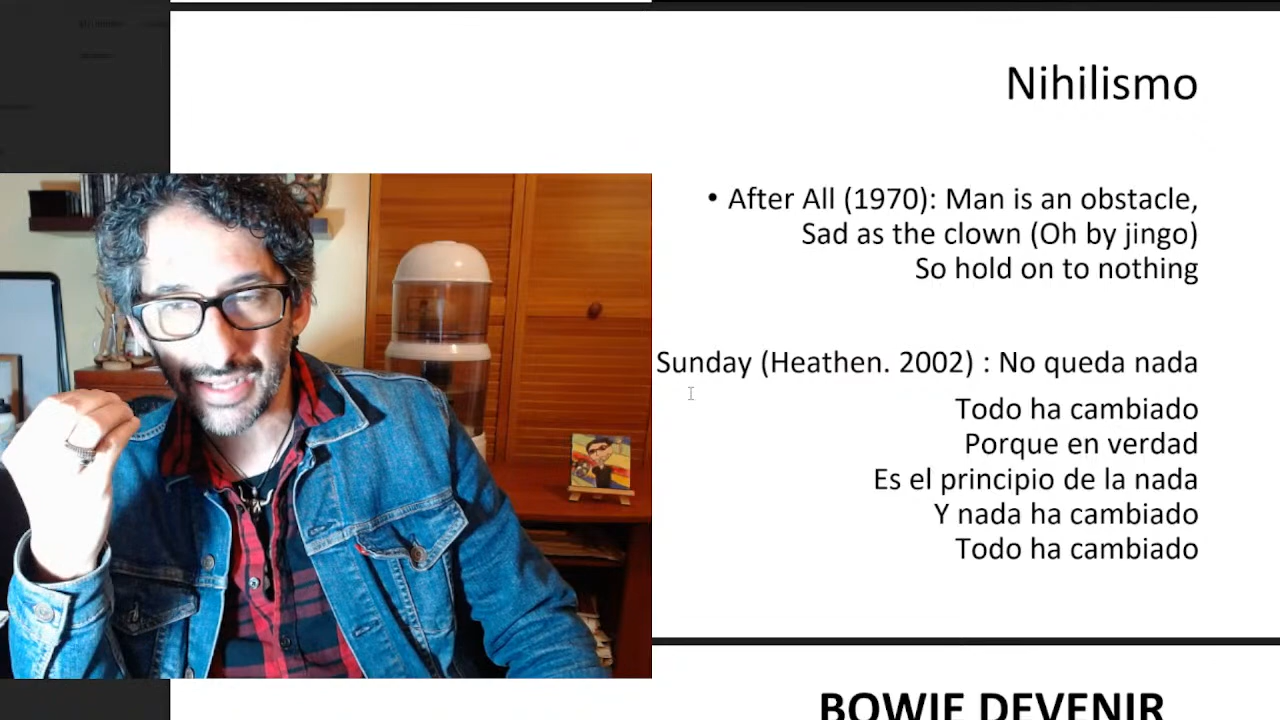 Nihilismo
• After All (1970): Man is an obstacle,
Sad as the clown (Oh by jingo)
So hold on to nothing
Sunday (Heathen. 2002) : No queda nada
Todo ha cambiado
Porque en verdad
Es el principio de la nada
Y nada ha cambiado
Todo ha cambiado
BOWIE DEVENIR